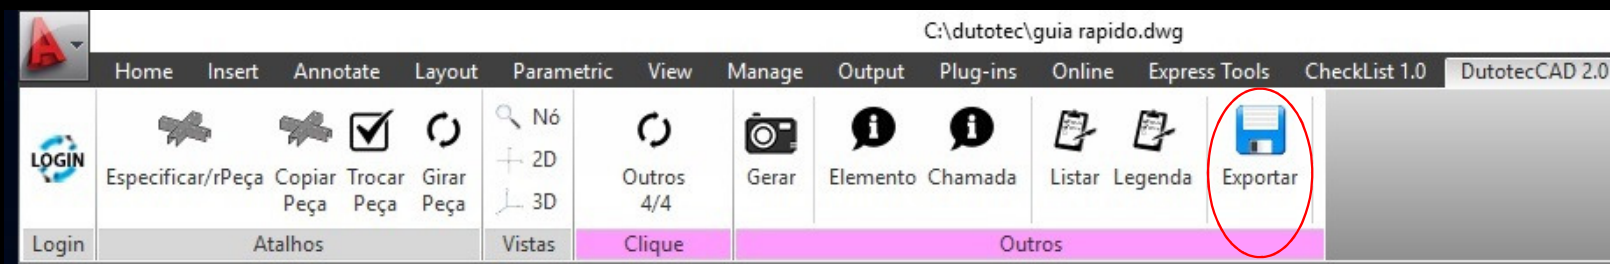 C:\dutotec\guia rapido.dwg
Home Insert Annotate Layout Parametric View Manage Output Plug-ins Online Express Tools CheckList 1.0 DutotecCAD 2.0
LOGIN
Especificar/rPeça
Copiar
Peça
Trocar
Peça
Girar
Peça
Nó
2D
3D
Outros
4/4
Gerar
Elemento
Chamada
Listar
Legenda
Exportar
Login Atalhos Vistas Clique Outros